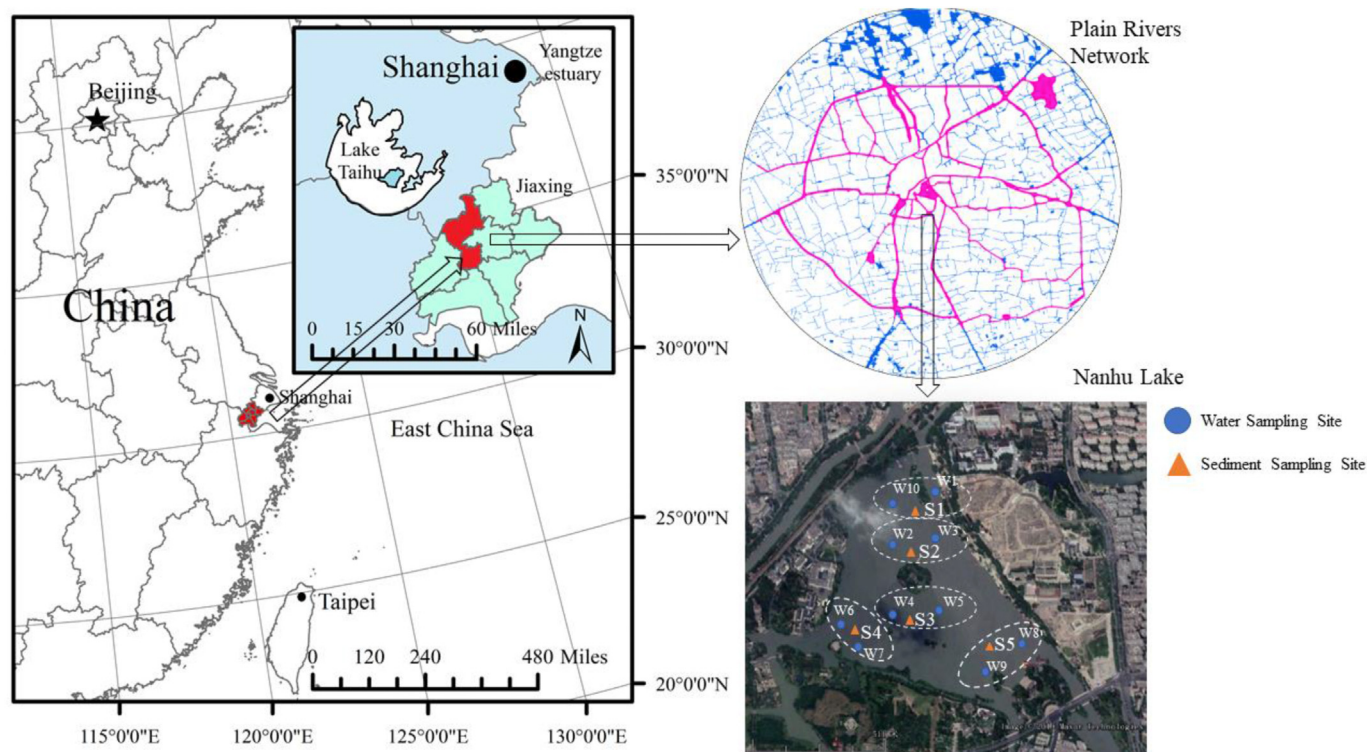 Beijing
China
Shanghai
East China Sea
Taipei
0 120 240 480 Miles
115°0'0"E 120°0'0"E 125°0'0"E 130°0'0"E
35°0'0"N
30°0'0"N
25°0'0"N
20°0'0"N
Shanghai
Yangtze
estuary
Lake
Taihu
Jiaxing
0 15 30 60 Miles
N
Plain Rivers
Network
Nanhu Lake
Water Sampling Site
Sediment Sampling Site
W10 W1
S1
W2 W3
S2
W4 W5
S3
W6
S4
W7
W8
S5
W9